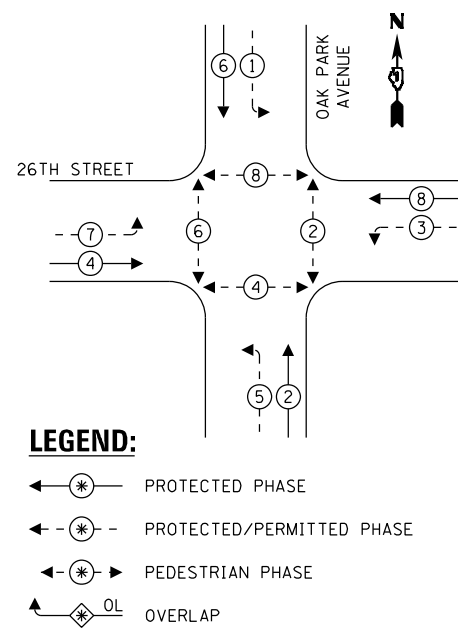 N
6 1
OAK PARK
AVENUE
26TH STREET
8
8
7
6
2
3
4
4
5 2
LEGEND:
* PROTECTED PHASE
* PROTECTED/PERMITTED PHASE
* PEDESTRIAN PHASE
* OL OVERLAP